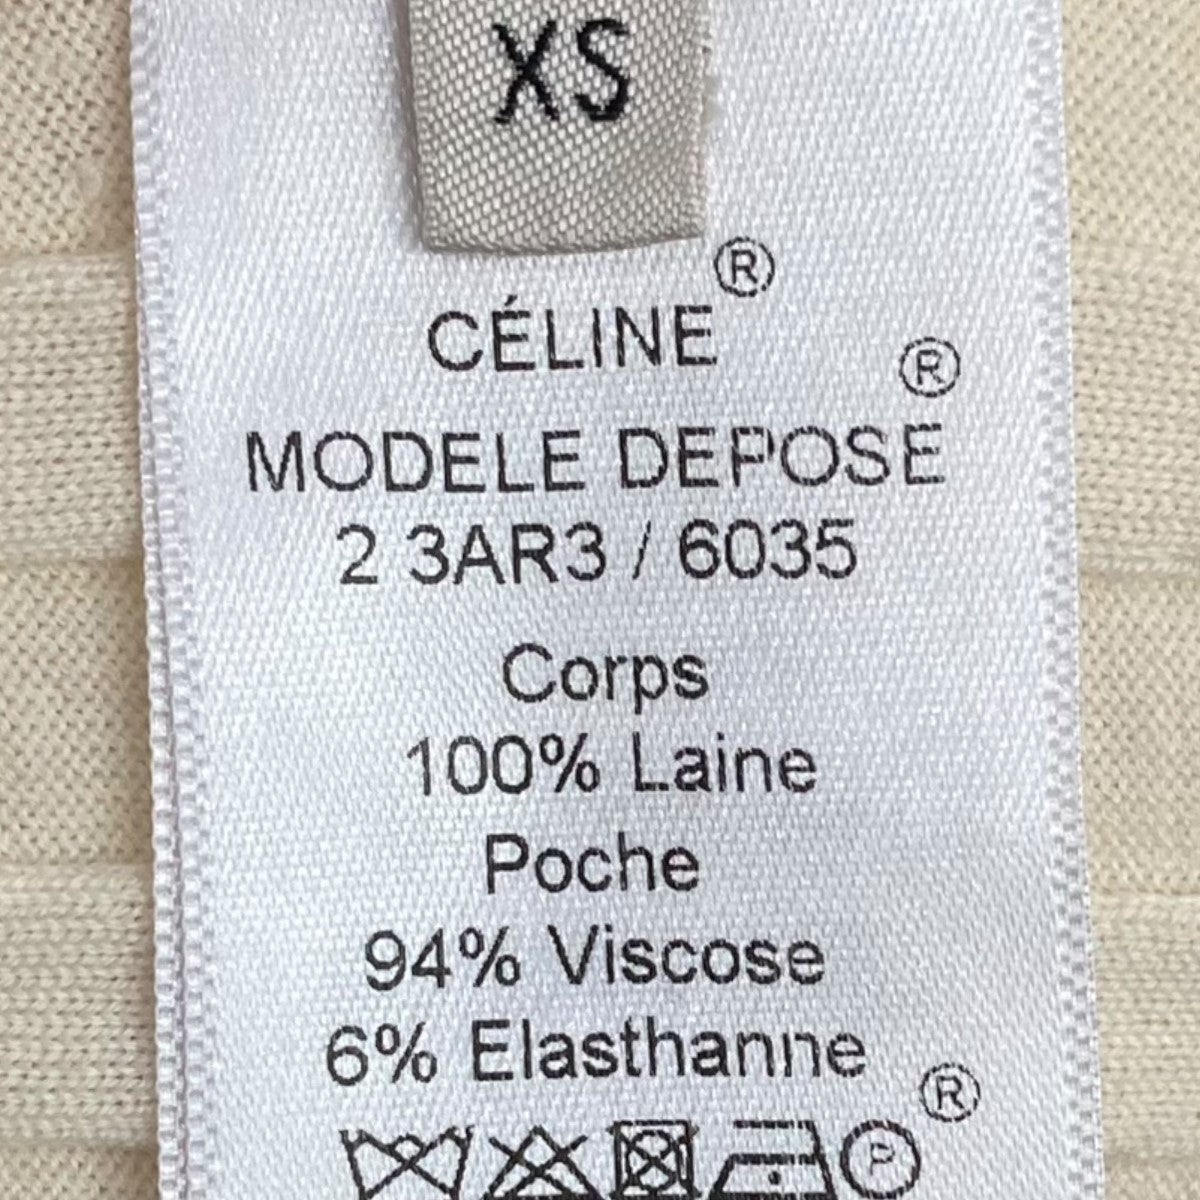 XS
CÉLINE®
MODELE DEPOSE®
2 3AR3 / 6035
Corps
100% Laine
Poche
94% Viscose
6% Elasthanne
®
P